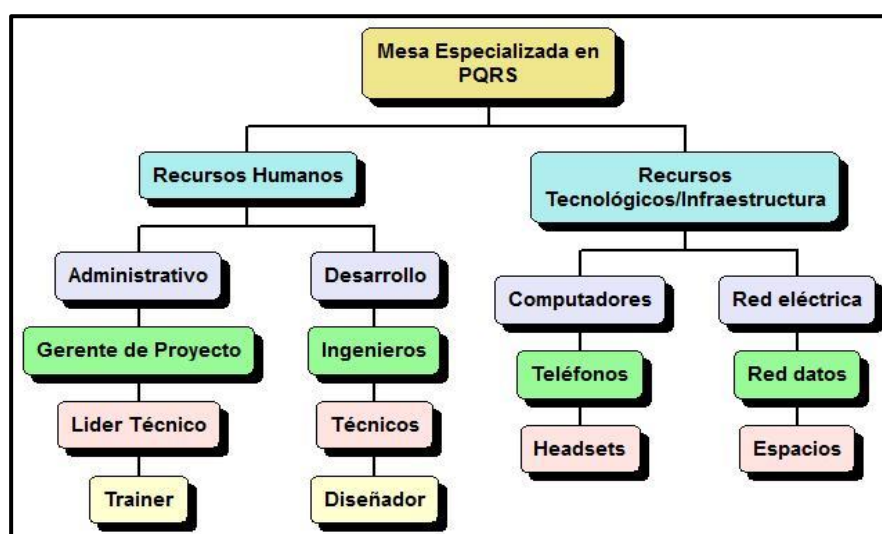 Mesa Especializada en
PQRS
Recursos Humanos
Recursos
Tecnológicos/Infraestructura
Administrativo
Desarrollo
Computadores
Red eléctrica
Gerente de Proyecto
Ingenieros
Teléfonos
Red datos
Lider Técnico
Técnicos
Headsets
Espacios
Trainer
Diseñador